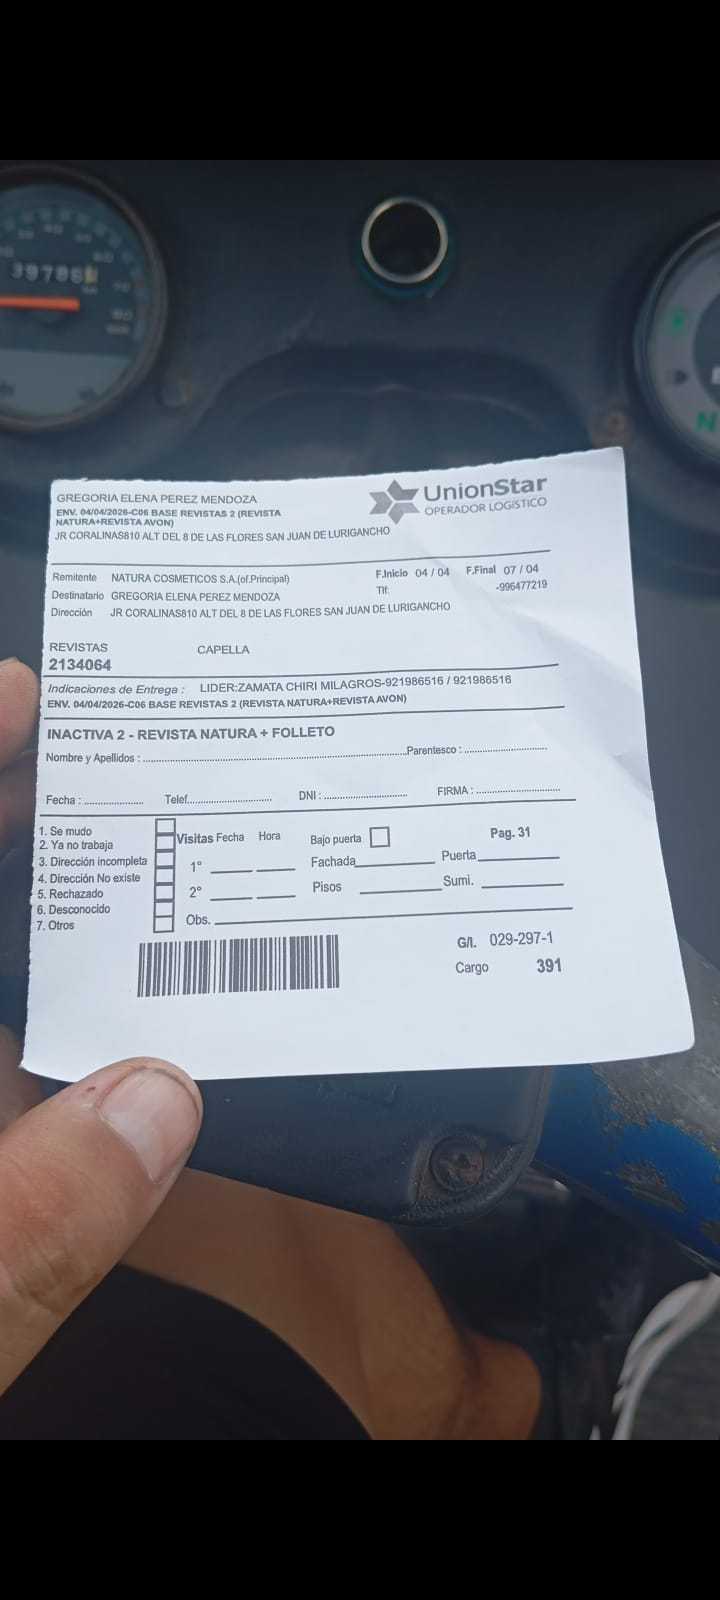 39786
N
GREGORIA ELENA PEREZ MENDOZA
ENV. 04/04/2026-C06 BASE REVISTAS 2 (REVISTA
NATURA+REVISTA AVON)
JR CORALINAS810 ALT DEL 8 DE LAS FLORES SAN JUAN DE LURIGANCHO
UnionStar
OPERADOR LOGISTICO
Remitente NATURA COSMETICOS S.A.(of.Principal) F.Inicio 04 / 04 F.Final 07 / 04
Destinatario GREGORIA ELENA PEREZ MENDOZA Tlf: -996477219
Dirección JR CORALINAS810 ALT DEL 8 DE LAS FLORES SAN JUAN DE LURIGANCHO
REVISTAS CAPELLA
2134064
Indicaciones de Entrega : LIDER:ZAMATA CHIRI MILAGROS-921986516 / 921986516
ENV. 04/04/2026-C06 BASE REVISTAS 2 (REVISTA NATURA+REVISTA AVON)
INACTIVA 2 - REVISTA NATURA + FOLLETO
Nombre y Apellidos : Parentesco :
Fecha : Telef. DNI : FIRMA :
1. Se mudo
2. Ya no trabaja
3. Dirección incompleta
4. Dirección No existe
5. Rechazado
6. Desconocido
7. Otros
Visitas Fecha Hora Bajo puerta Pag. 31
1° Fachada Puerta
2° Pisos Sumi.
Obs.
G/l. 029-297-1
Cargo 391